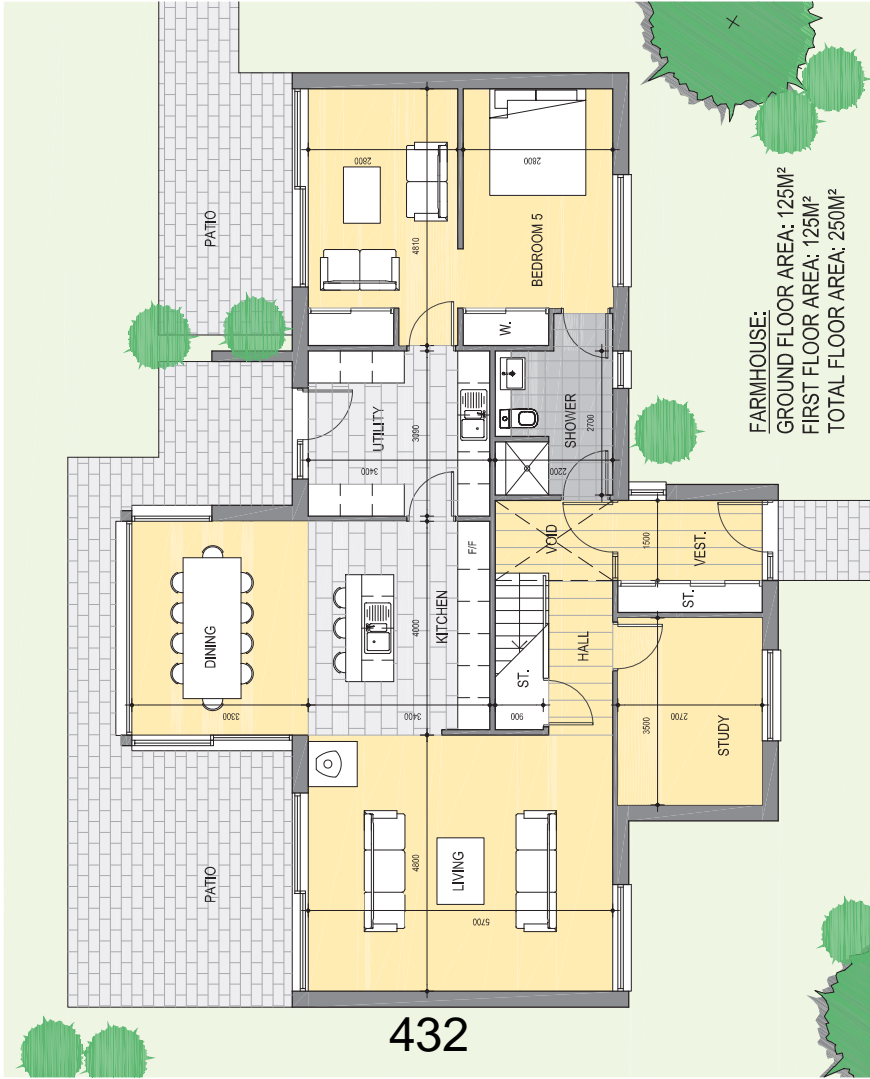 PATIO
2800
4810
2800
BEDROOM 5
W.
UTILITY
3990
3400
SHOWER
2700
2200
FARMHOUSE:
GROUND FLOOR AREA: 125M²
FIRST FLOOR AREA: 125M²
TOTAL FLOOR AREA: 250M²
DINING
3300
KITCHEN
4000
3400
F/F
VOID
1500
VEST.
ST.
HALL
ST.
900
3500
2700
STUDY
PATIO
LIVING
4800
5700
432